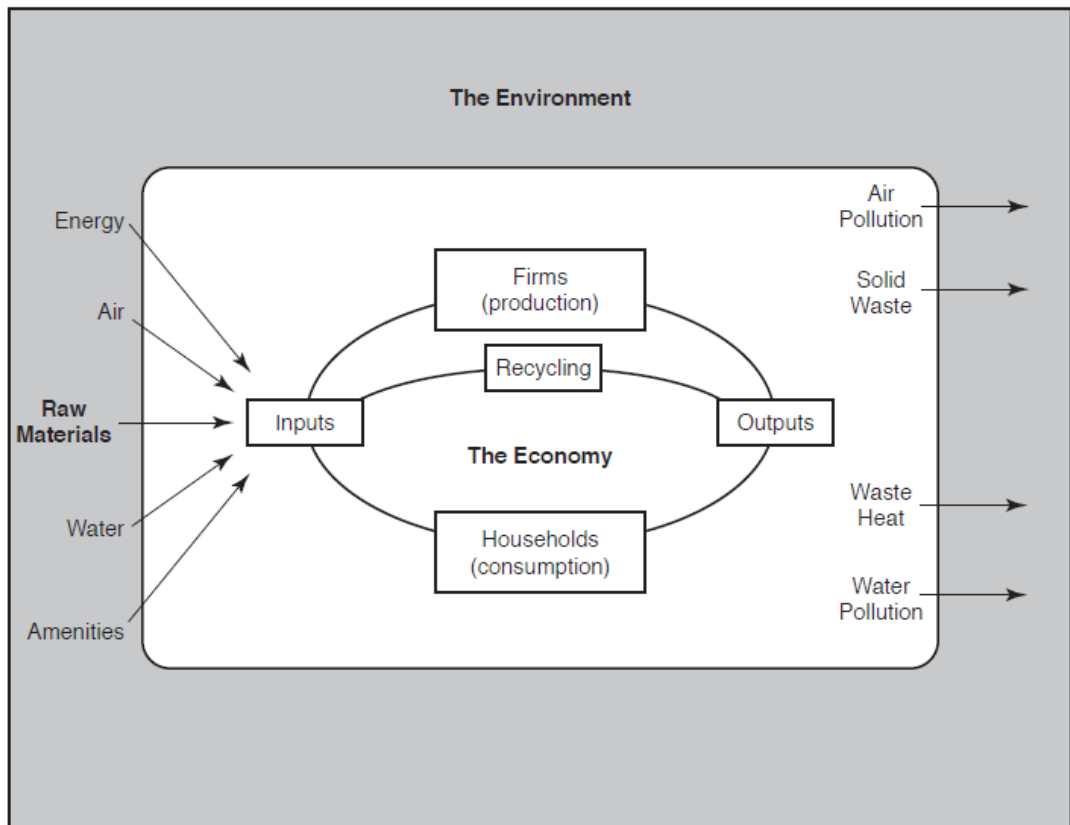 The Environment
Energy
Air
Raw
Materials
Water
Amenities
Firms
(production)
Recycling
Inputs
Outputs
The Economy
Households
(consumption)
Air
Pollution
Solid
Waste
Waste
Heat
Water
Pollution